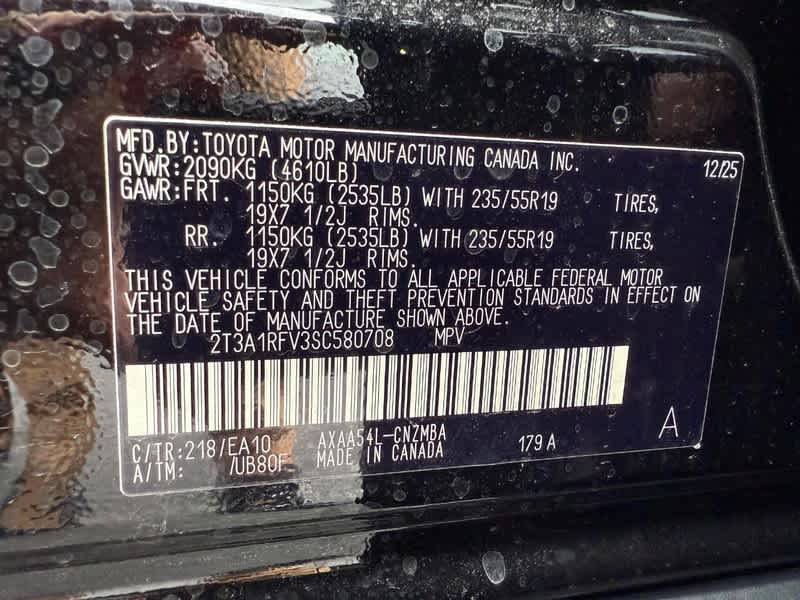 MFD.BY:TOYOTA MOTOR MANUFACTURING CANADA INC.
GVWR:2090KG (4610LB) 12/25
GAWR:FRT. 1150KG (2535LB) WITH 235/55R19 TIRES,
19X7 1/2J RIMS.
RR. 1150KG (2535LB) WITH 235/55R19 TIRES,
19X7 1/2J RIMS.
THIS VEHICLE CONFORMS TO ALL APPLICABLE FEDERAL MOTOR
VEHICLE SAFETY AND THEFT PREVENTION STANDARDS IN EFFECT ON
THE DATE OF MANUFACTURE SHOWN ABOVE.
2T3A1RFV3SC580708 MPV
C/TR:218/EA10 AXAA54L-CNZMBA 179A A
A/TM: /UB80F MADE IN CANADA